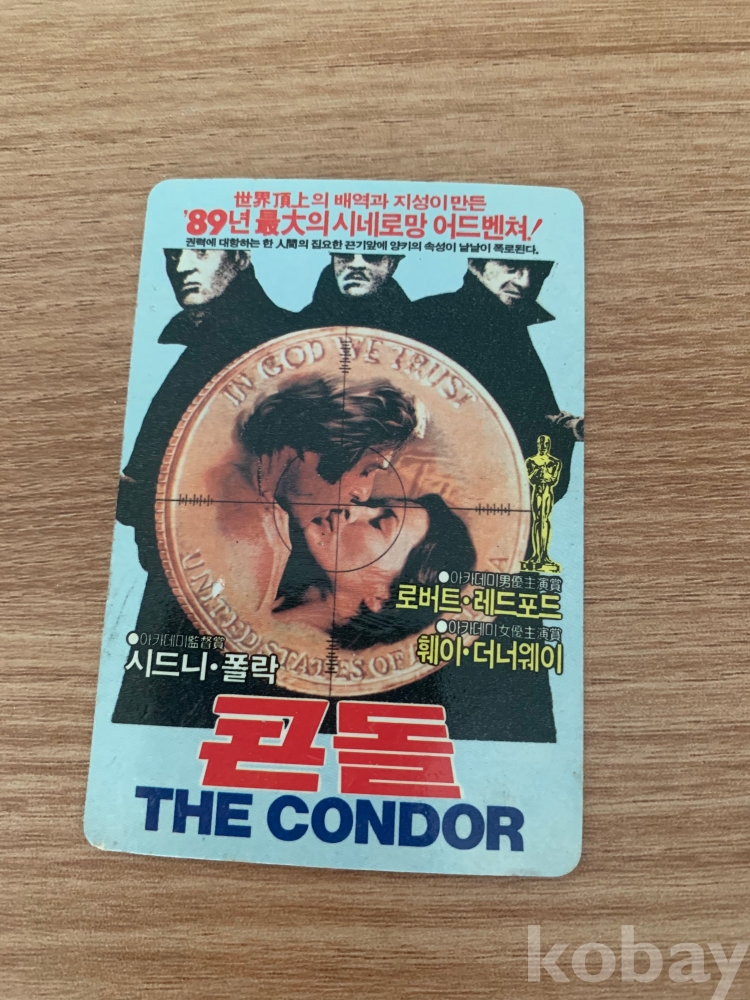 世界頂上의 배역과 지성이 만든
'89년 最大의 시네로망 어드벤쳐!
권력에 대항하는 한 人間의 집요한 끈기앞에 양키의 속성이 낱낱이 폭로된다.
IN GOD WE TRUST
UNITED STATES OF
A
●아카데미男優主演賞
로버트·레드포드
●아카데미女優主演賞
훼이·더너웨이
●아카데미監督賞
시드니·폴락
콘돌
THE CONDOR
kobay